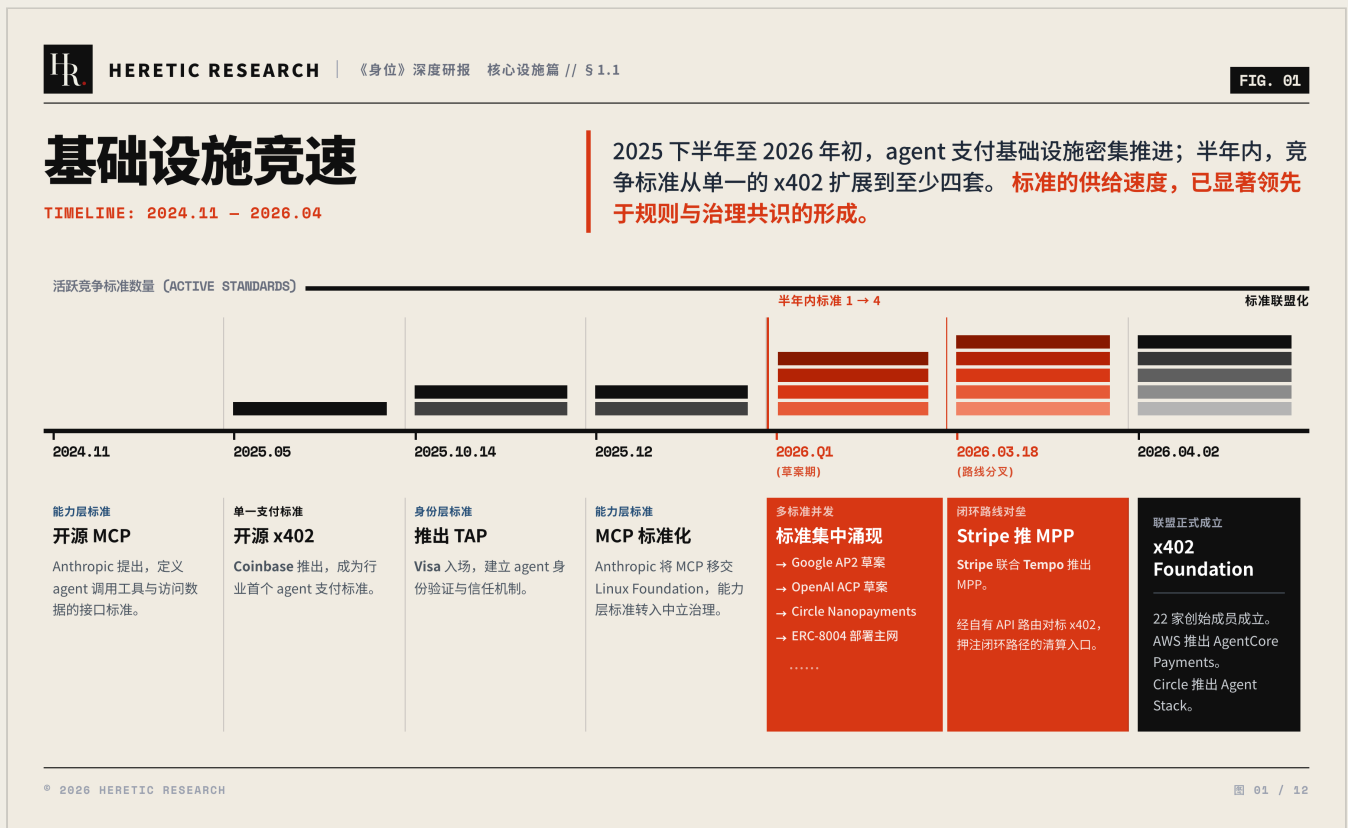 HR.
HERETIC RESEARCH
《身位》深度研报 核心设施篇 // § 1.1
FIG. 01
基础设施竞速
TIMELINE: 2024.11 — 2026.04
2025 下半年至 2026 年初，agent 支付基础设施密集推进；半年内，竞
争标准从单一的 x402 扩展到至少四套。 标准的供给速度，已显著领先
于规则与治理共识的形成。
活跃竞争标准数量 (ACTIVE STANDARDS)
半年内标准 1 → 4
标准联盟化
2024.11
2025.05
2025.10.14
2025.12
2026.Q1
(草案期)
2026.03.18
(路线分叉)
2026.04.02
能力层标准
开源 MCP
Anthropic 提出，定义
agent 调用工具与访问数
据的接口标准。
单一支付标准
开源 x402
Coinbase 推出，成为行
业首个 agent 支付标准。
身份层标准
推出 TAP
Visa 入场，建立 agent 身
份验证与信任机制。
能力层标准
MCP 标准化
Anthropic 将 MCP 移交
Linux Foundation，能力
层标准转入中立治理。
多标准并发
标准集中涌现
→ Google AP2 草案
→ OpenAI ACP 草案
→ Circle Nanopayments
→ ERC-8004 部署主网
······
闭环路线对垒
Stripe 推 MPP
Stripe 联合 Tempo 推出
MPP。
经自有 API 路由对标 x402，
押注闭环路径的清算入口。
联盟正式成立
x402
Foundation
22 家创始成员成立。
AWS 推出 AgentCore
Payments。
Circle 推出 Agent
Stack。
© 2026 HERETIC RESEARCH
图 01 / 12